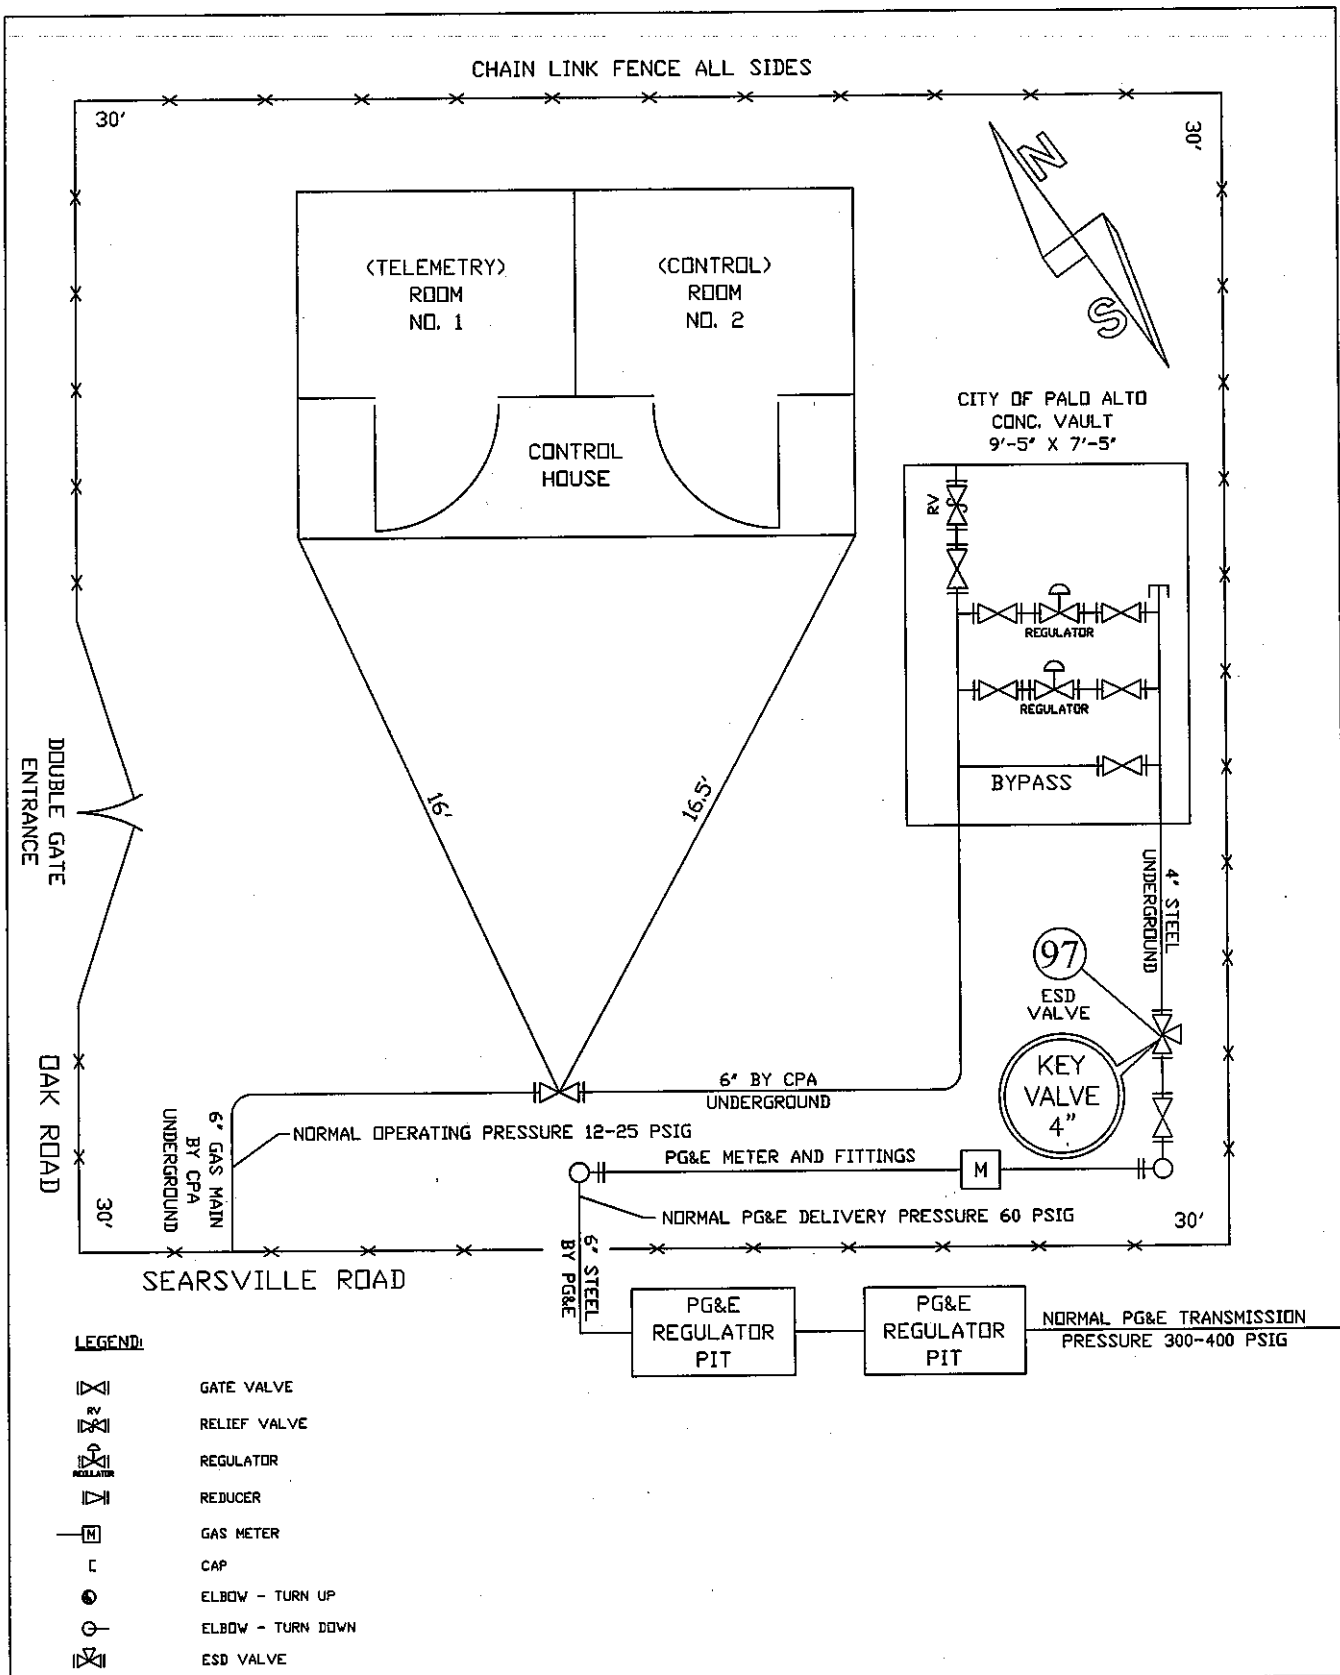 CHAIN LINK FENCE ALL SIDES
30'
30'
N
S
(TELEMETRY)
ROOM
NO. 1
(CONTROL)
ROOM
NO. 2
CONTROL
HOUSE
CITY OF PALO ALTO
CONC. VAULT
9'-5" X 7'-5"
RV
REGULATOR
REGULATOR
BYPASS
DOUBLE GATE
ENTRANCE
16'
16.5'
4" STEEL
UNDERGROUND
97
ESD
VALVE
KEY
VALVE
4"
OAK ROAD
6" BY CPA
UNDERGROUND
6" GAS MAIN
BY CPA
UNDERGROUND
NORMAL OPERATING PRESSURE 12-25 PSIG
PG&E METER AND FITTINGS
M
NORMAL PG&E DELIVERY PRESSURE 60 PSIG
30'
30'
SEARSVILLE ROAD
6" STEEL
BY PG&E
PG&E
REGULATOR
PIT
PG&E
REGULATOR
PIT
NORMAL PG&E TRANSMISSION
PRESSURE 300-400 PSIG
LEGEND:
GATE VALVE
RV
RELIEF VALVE
REGULATOR
REGULATOR
REDUCER
M
GAS METER
CAP
ELBOW - TURN UP
ELBOW - TURN DOWN
ESD VALVE